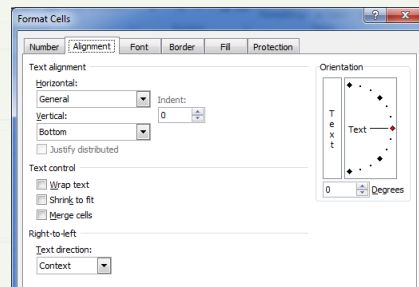 Format Cells
Number Alignment Font Border Fill Protection
Text alignment
Horizontal:
General
Indent:
Vertical:
0
Bottom
Justify distributed
Text control
Wrap text
Shrink to fit
Merge cells
Right-to-left
Text direction:
Context
Orientation
Text
Text
0 Degrees